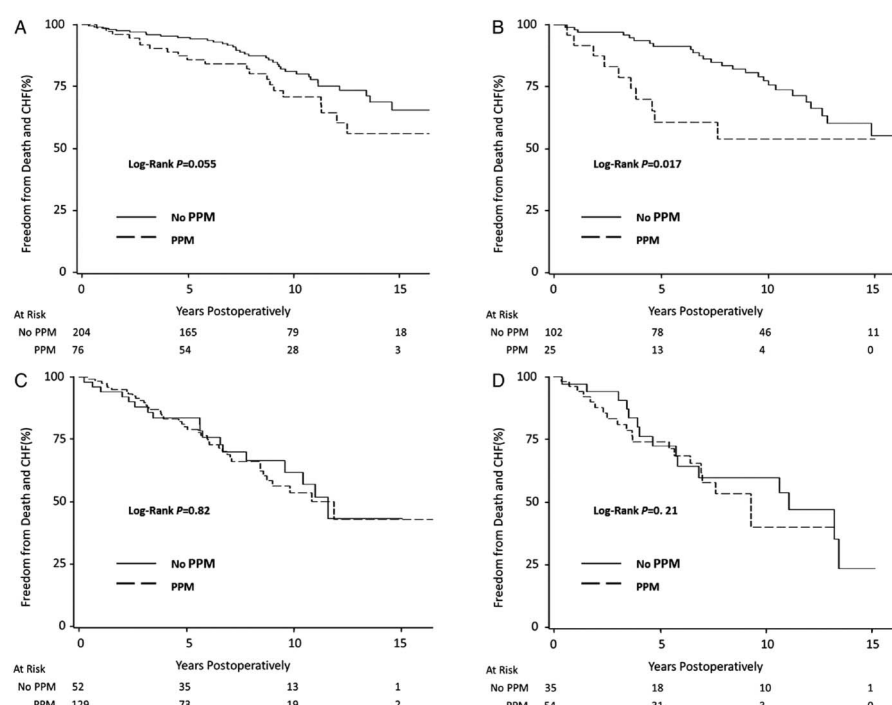 A
100
75
50
25
0
Freedom from Death and CHF(%)
Log-Rank P=0.055
No PPM
PPM
0 5 10 15
Years Postoperatively
At Risk
No PPM 204 165 79 18
PPM 76 54 28 3
B
100
75
50
25
0
Freedom from Death and CHF(%)
Log-Rank P=0.017
No PPM
PPM
0 5 10 15
Years Postoperatively
At Risk
No PPM 102 78 46 11
PPM 25 13 4 0
C
100
75
50
25
0
Freedom from Death and CHF(%)
Log-Rank P=0.82
No PPM
PPM
0 5 10 15
Years Postoperatively
At Risk
No PPM 52 35 13 1
PPM 129 73 19 2
D
100
75
50
25
0
Freedom from Death and CHF(%)
Log-Rank P=0. 21
No PPM
PPM
0 5 10 15
Years Postoperatively
At Risk
No PPM 35 18 10 1
PPM 54